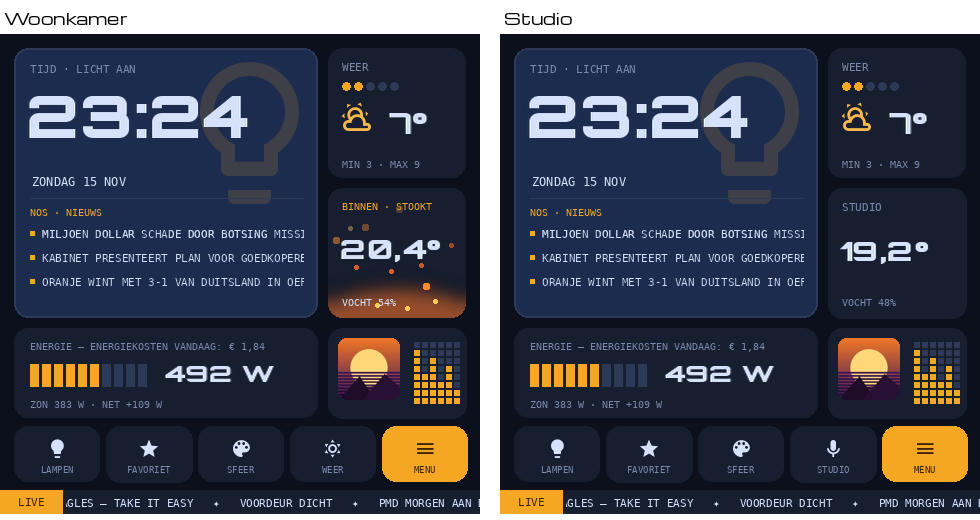 Woonkamer
TIJD · LICHT AAN
23:24
ZONDAG 15 NOV
NOS · NIEUWS
MILJOEN DOLLAR SCHADE DOOR BOTSING MISSI
KABINET PRESENTEERT PLAN VOOR GOEDKOPERE
ORANJE WINT MET 3-1 VAN DUITSLAND IN OEF
WEER
7°
MIN 3 · MAX 9
BINNEN · STOOKT
20,4°
VOCHT 54%
ENERGIE — ENERGIEKOSTEN VANDAAG: € 1,84
492 W
ZON 383 W · NET +109 W
LAMPEN
FAVORIET
SFEER
WEER
MENU
LIVE
GLES — TAKE IT EASY ✦ VOORDEUR DICHT ✦ PMD MORGEN AAN
Studio
TIJD · LICHT AAN
23:24
ZONDAG 15 NOV
NOS · NIEUWS
MILJOEN DOLLAR SCHADE DOOR BOTSING MISSI
KABINET PRESENTEERT PLAN VOOR GOEDKOPERE
ORANJE WINT MET 3-1 VAN DUITSLAND IN OEF
WEER
7°
MIN 3 · MAX 9
STUDIO
19,2°
VOCHT 48%
ENERGIE — ENERGIEKOSTEN VANDAAG: € 1,84
492 W
ZON 383 W · NET +109 W
LAMPEN
FAVORIET
SFEER
STUDIO
MENU
LIVE
GLES — TAKE IT EASY ✦ VOORDEUR DICHT ✦ PMD MORGEN AAN